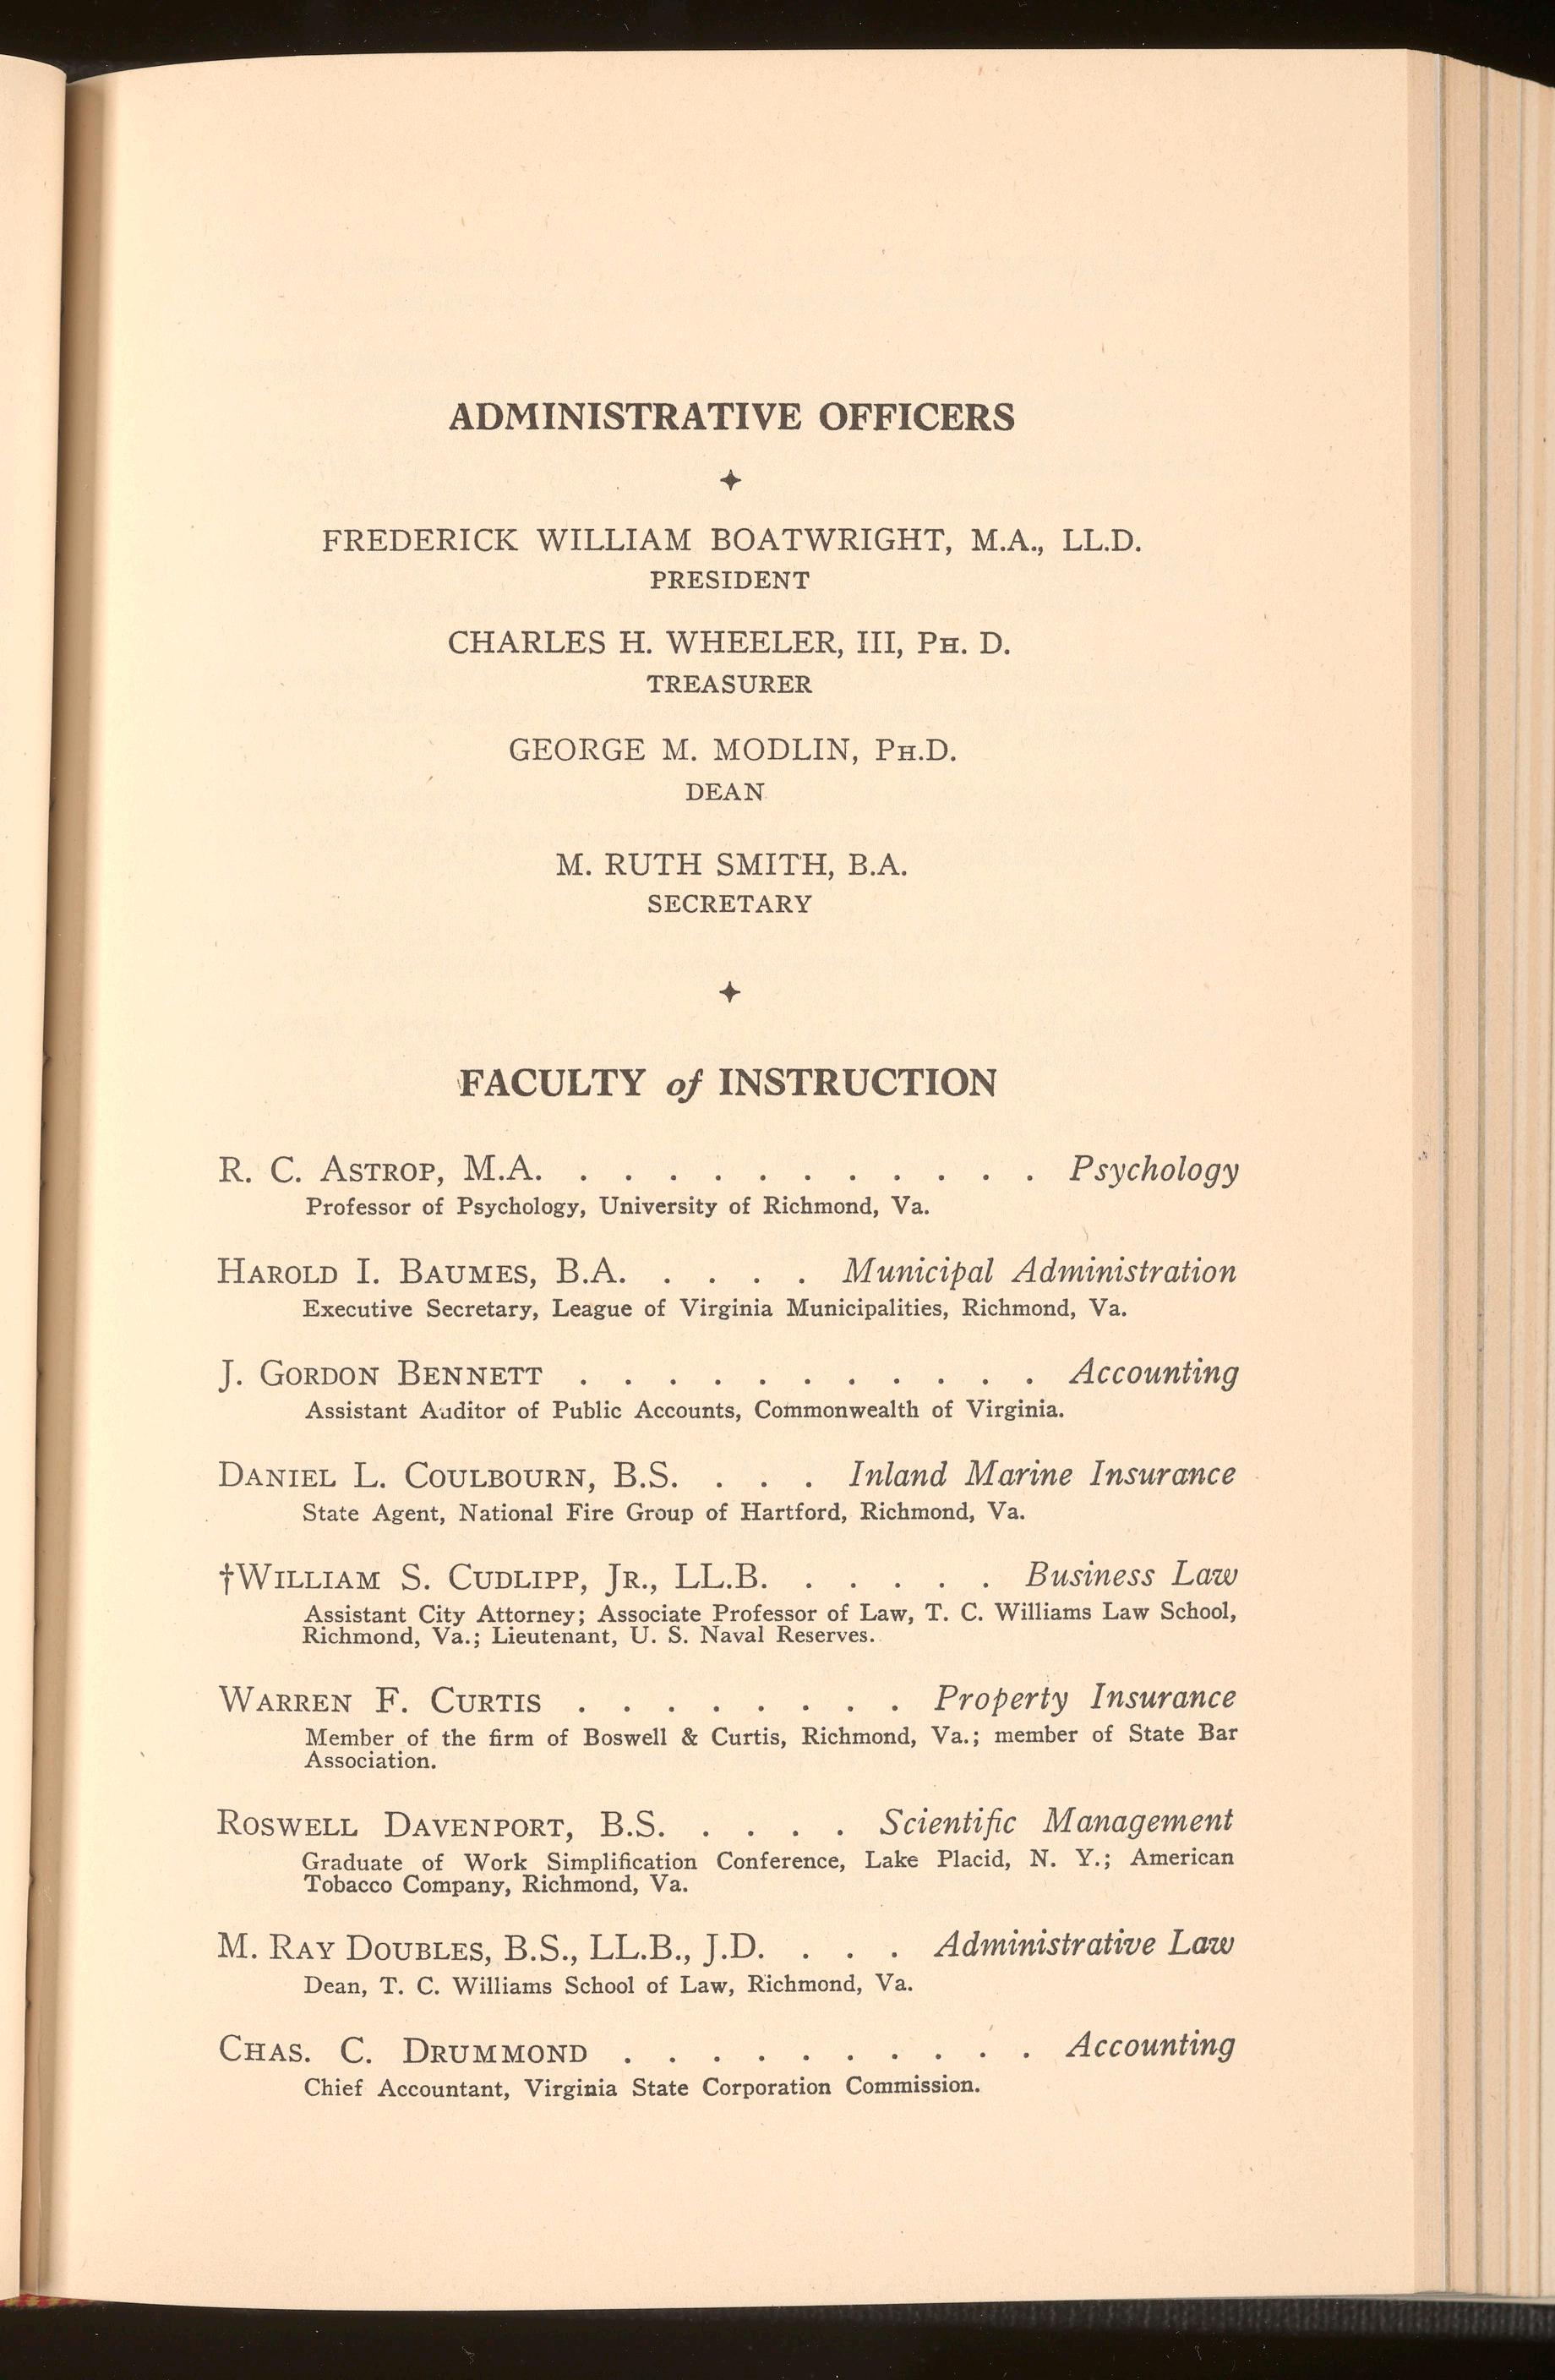 ADMINISTRATIVE OFFICERS
✦
FREDERICK WILLIAM BOATWRIGHT, M.A., LL.D.
PRESIDENT
CHARLES H. WHEELER, III, PH. D.
TREASURER
GEORGE M. MODLIN, PH.D.
DEAN
M. RUTH SMITH, B.A.
SECRETARY
✦
FACULTY of INSTRUCTION
R. C. ASTROP, M.A. . . . . . . . . . . . Psychology
Professor of Psychology, University of Richmond, Va.
HAROLD I. BAUMES, B.A. . . . . Municipal Administration
Executive Secretary, League of Virginia Municipalities, Richmond, Va.
J. GORDON BENNETT . . . . . . . . . . . Accounting
Assistant Auditor of Public Accounts, Commonwealth of Virginia.
DANIEL L. COULBOURN, B.S. . . . Inland Marine Insurance
State Agent, National Fire Group of Hartford, Richmond, Va.
†WILLIAM S. CUDLIPP, JR., LL.B. . . . . . Business Law
Assistant City Attorney; Associate Professor of Law, T. C. Williams Law School,
Richmond, Va.; Lieutenant, U. S. Naval Reserves.
WARREN F. CURTIS . . . . . . . . Property Insurance
Member of the firm of Boswell & Curtis, Richmond, Va.; member of State Bar
Association.
ROSWELL DAVENPORT, B.S. . . . . Scientific Management
Graduate of Work Simplification Conference, Lake Placid, N. Y.; American
Tobacco Company, Richmond, Va.
M. RAY DOUBLES, B.S., LL.B., J.D. . . . Administrative Law
Dean, T. C. Williams School of Law, Richmond, Va.
CHAS. C. DRUMMOND . . . . . . . . . . Accounting
Chief Accountant, Virginia State Corporation Commission.